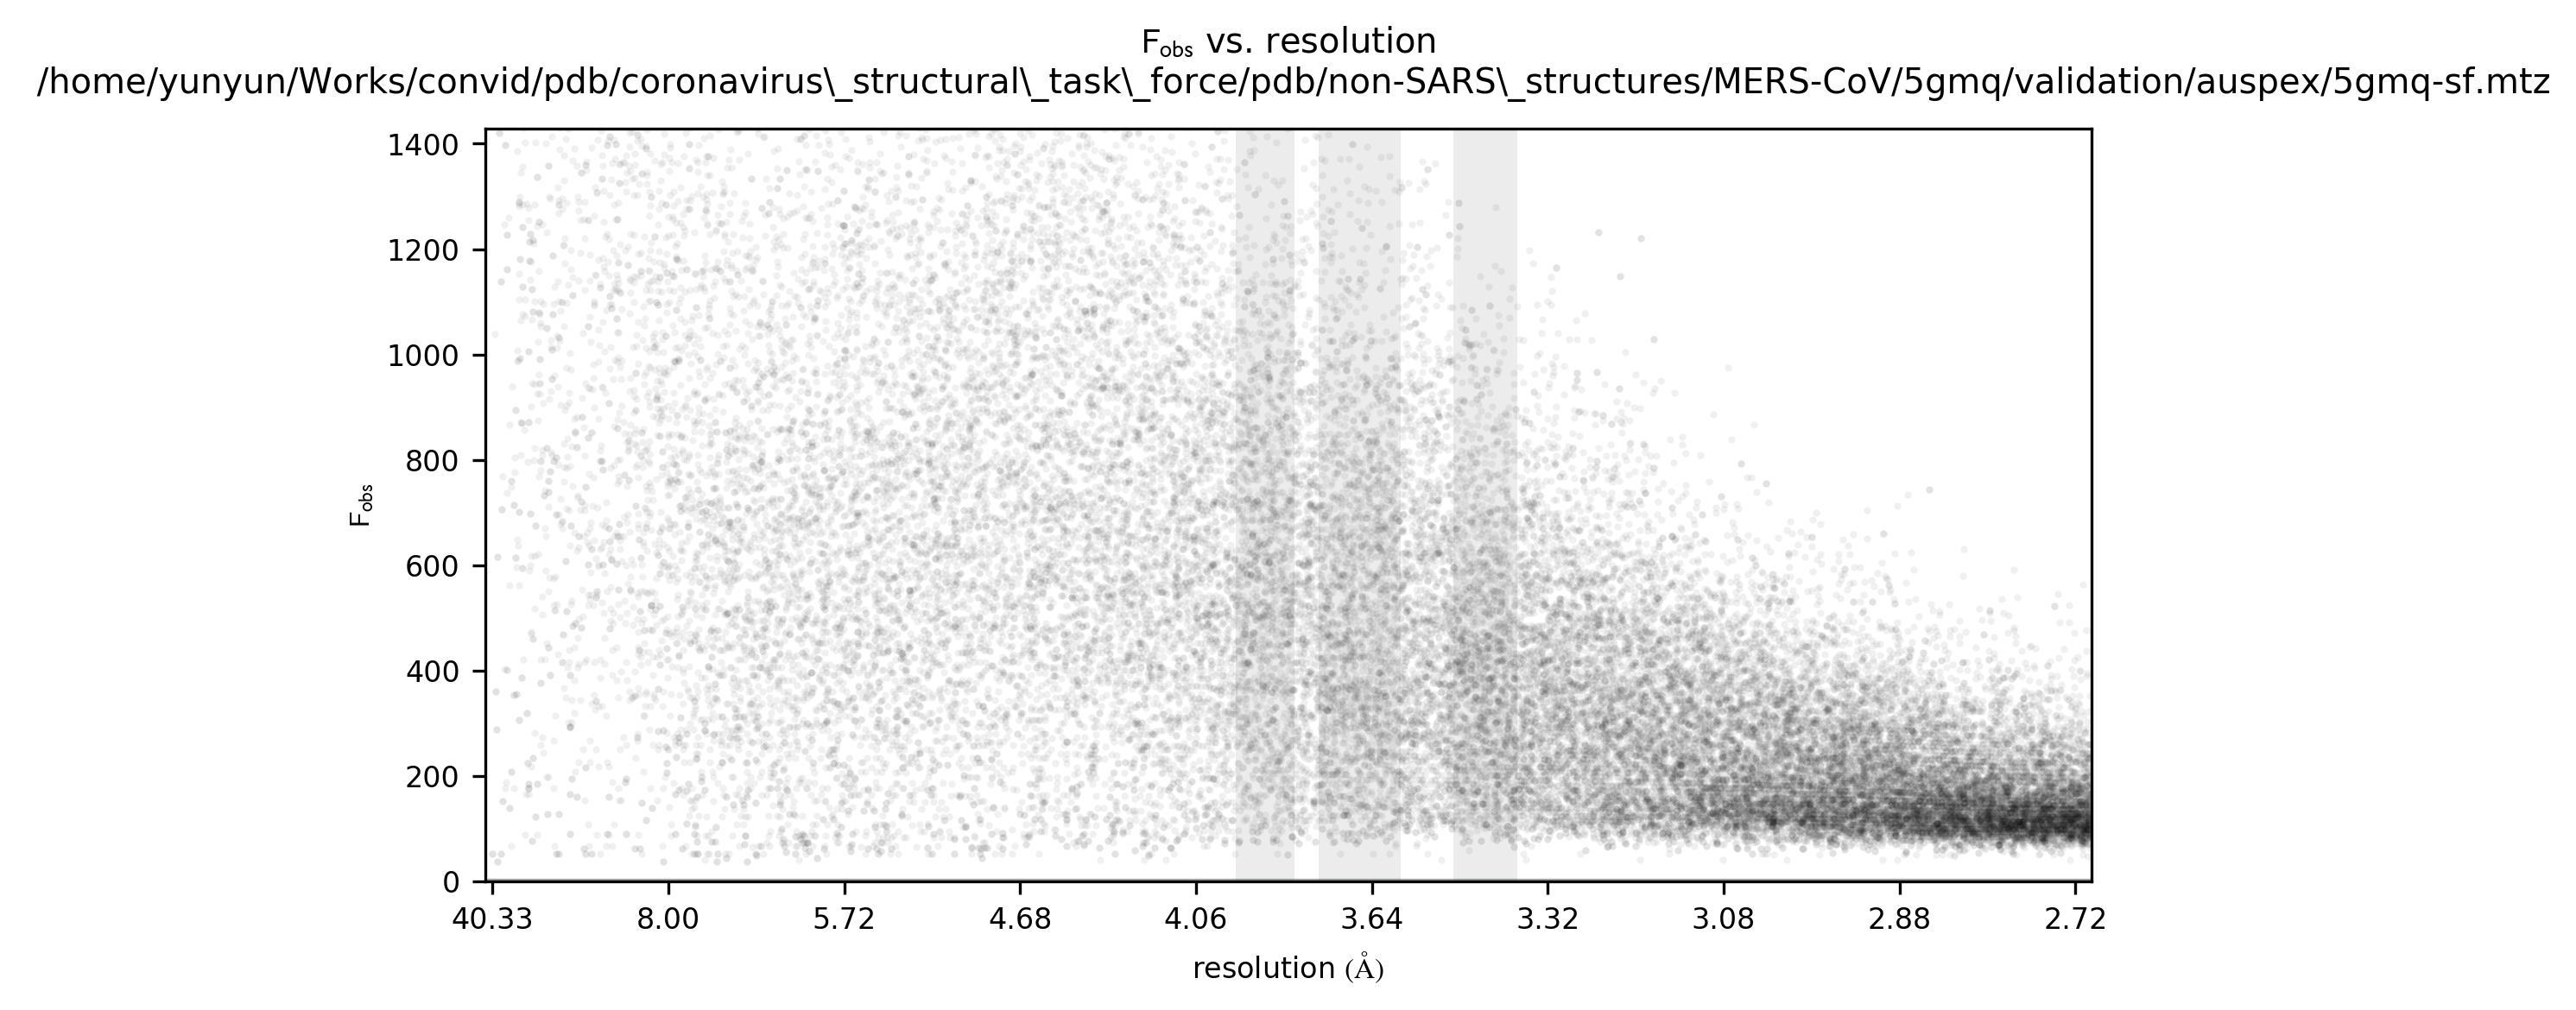 F_obs vs. resolution
/home/yunyun/Works/convid/pdb/coronavirus\_structural\_task\_force/pdb/non-SARS\_structures/MERS-CoV/5gmq/validation/auspex/5gmq-sf.mtz
1400
1200
1000
800
600
400
200
0
F_obs
40.33 8.00 5.72 4.68 4.06 3.64 3.32 3.08 2.88 2.72
resolution (Å)